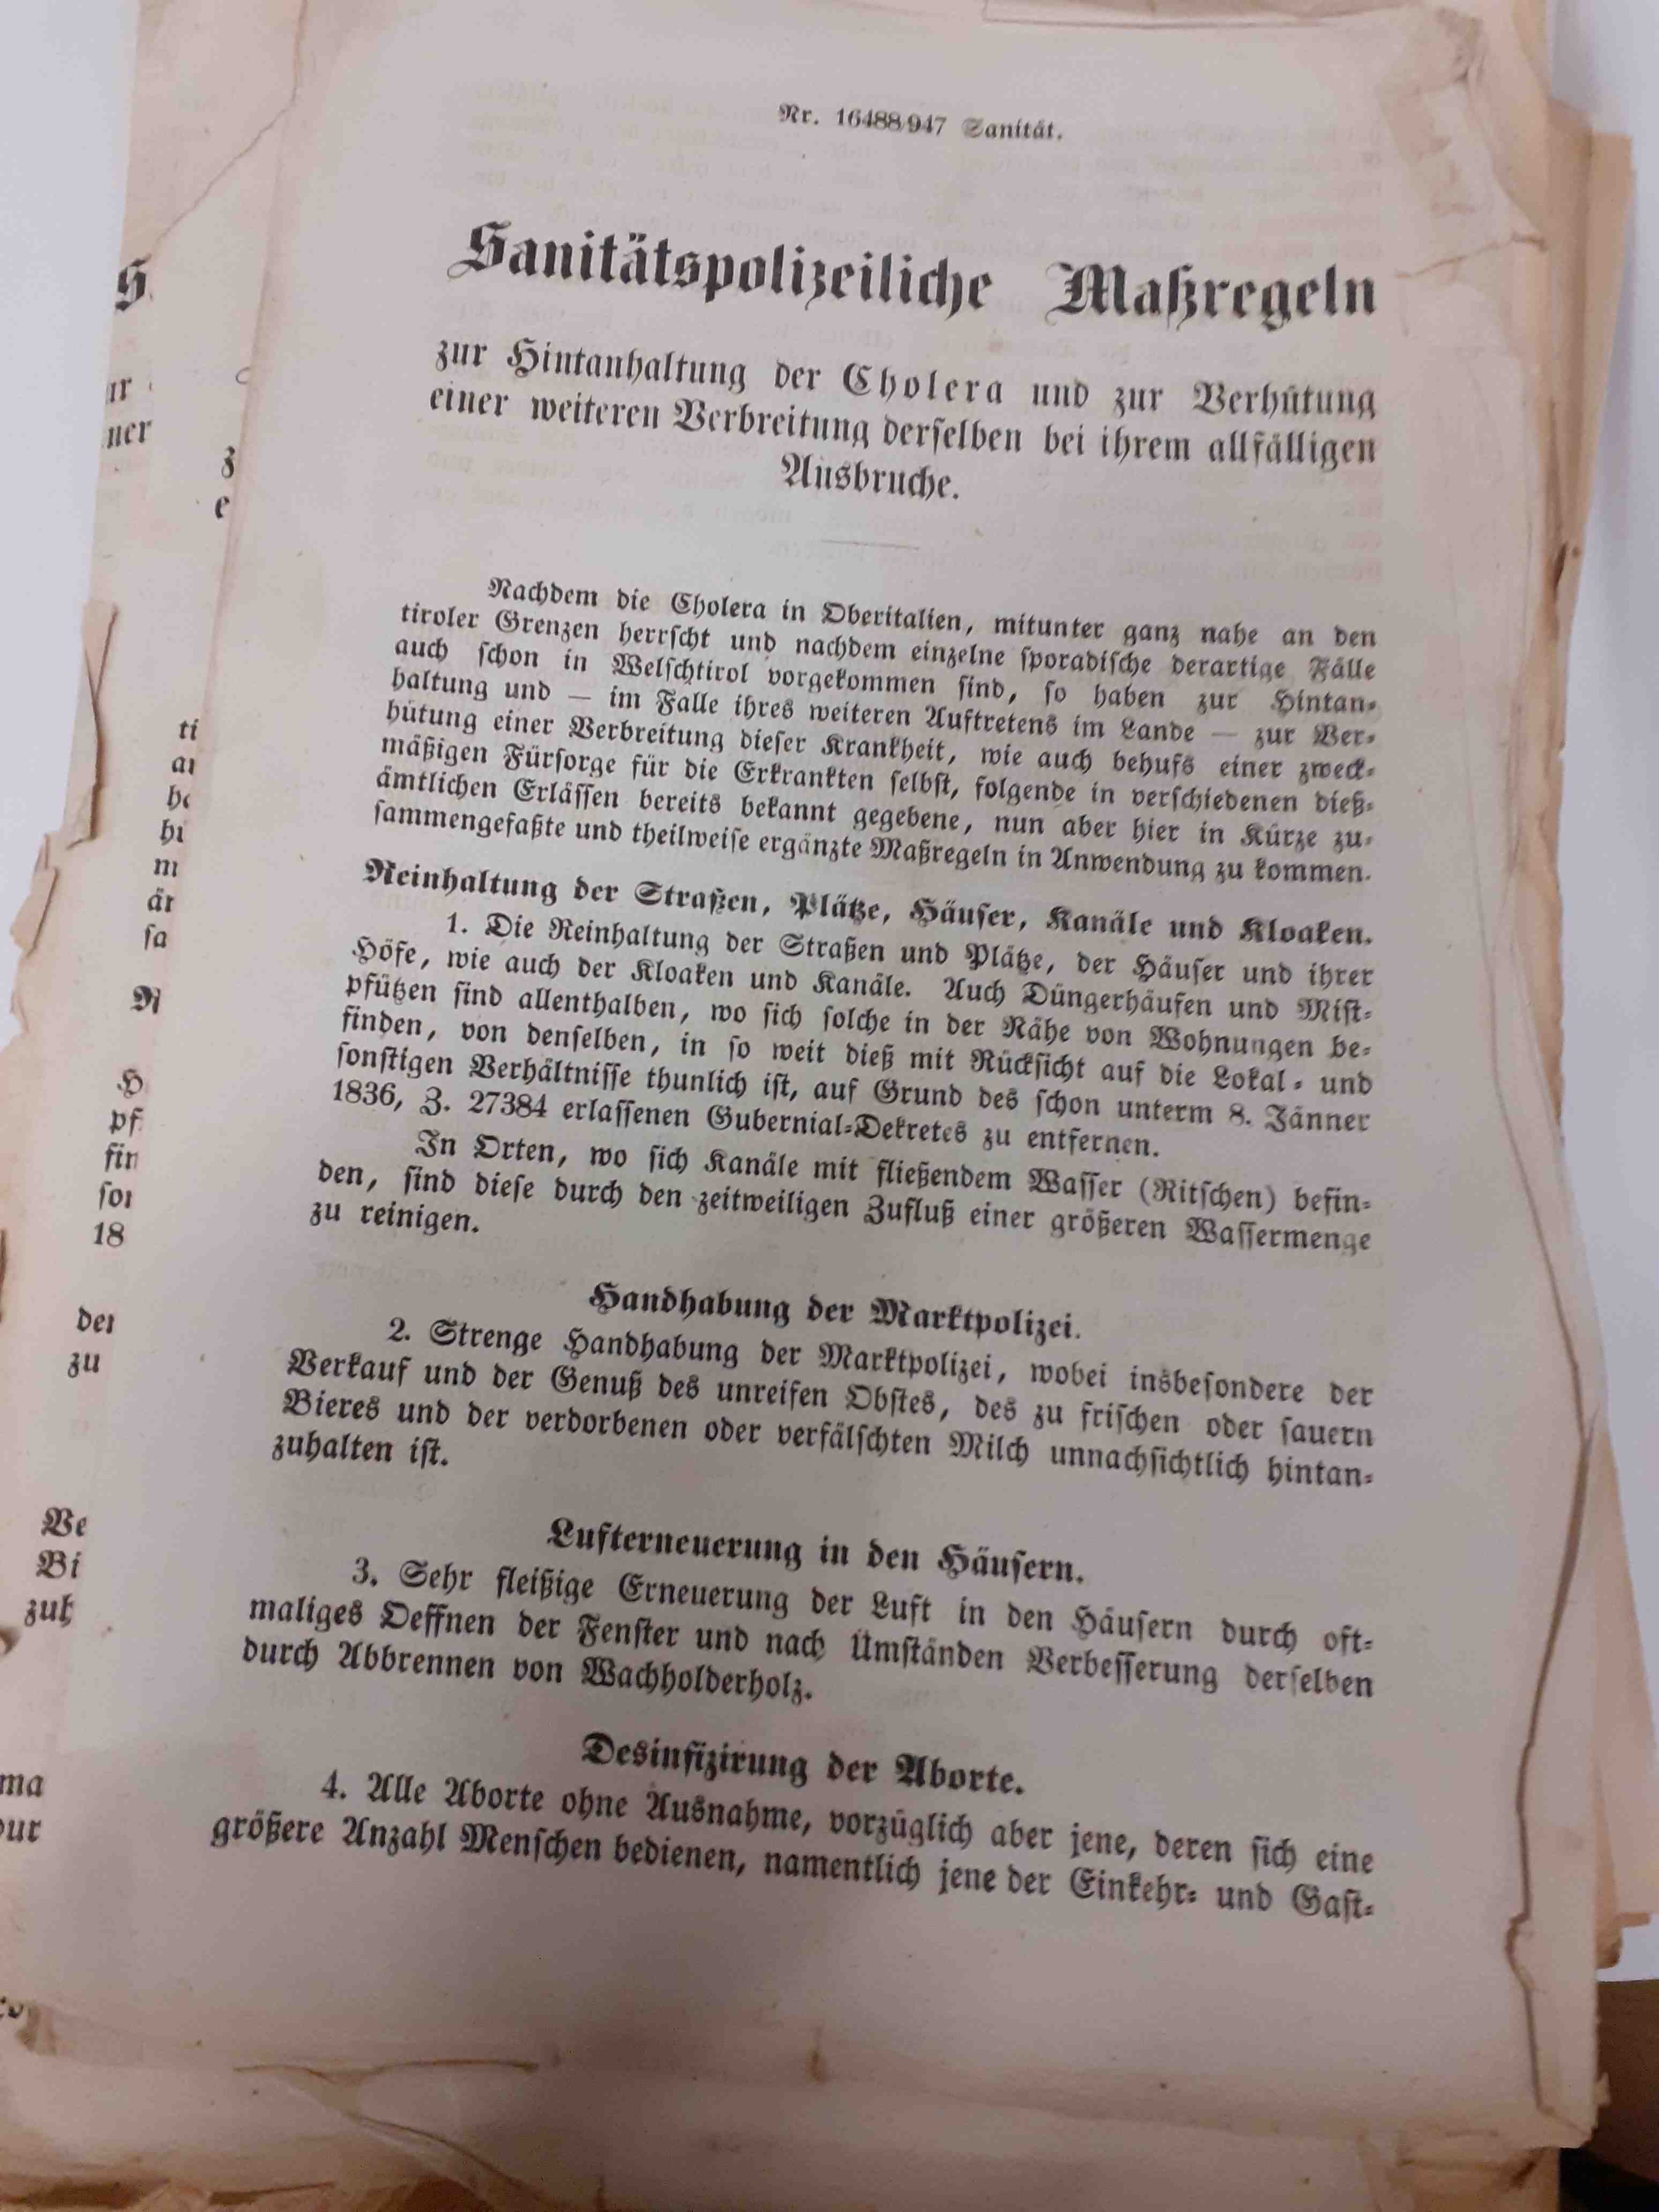 Nr. 16488/947 Sanität.
Sanitätspolizeiliche Maßregeln
zur Hintanhaltung der Cholera und zur Verhütung
einer weiteren Verbreitung derselben bei ihrem allfälligen
Ausbruche.
Nachdem die Cholera in Oberitalien, mitunter ganz nahe an den
tiroler Grenzen herrscht und nachdem einzelne sporadische derartige Fälle
auch schon in Welschtirol vorgekommen sind, so haben zur Hintan-
haltung und — im Falle ihres weiteren Auftretens im Lande — zur Ver-
hütung einer Verbreitung dieser Krankheit, wie auch behufs einer zweck-
mäßigen Fürsorge für die Erkrankten selbst, folgende in verschiedenen dieß-
ämtlichen Erlässen bereits bekannt gegebene, nun aber hier in Kürze zu-
sammengefaßte und theilweise ergänzte Maßregeln in Anwendung zu kommen.
Reinhaltung der Straßen, Plätze, Häuser, Kanäle und Kloaken.
1. Die Reinhaltung der Straßen und Plätze, der Häuser und ihrer
Höfe, wie auch der Kloaken und Kanäle. Auch Düngerhäufen und Mist-
pfützen sind allenthalben, wo sich solche in der Nähe von Wohnungen be-
finden, von denselben, in so weit dieß mit Rücksicht auf die Lokal- und
sonstigen Verhältnisse thunlich ist, auf Grund des schon unterm 8. Jänner
1836, Z. 27384 erlassenen Gubernial-Dekretes zu entfernen.
In Orten, wo sich Kanäle mit fließendem Wasser (Ritschen) befin-
den, sind diese durch den zeitweiligen Zufluß einer größeren Wassermenge
zu reinigen.
Handhabung der Marktpolizei.
2. Strenge Handhabung der Marktpolizei, wobei insbesondere der
Verkauf und der Genuß des unreifen Obstes, des zu frischen oder sauern
Bieres und der verdorbenen oder verfälschten Milch unnachsichtlich hintan-
zuhalten ist.
Lufterneuerung in den Häusern.
3. Sehr fleißige Erneuerung der Luft in den Häusern durch oft-
maliges Oeffnen der Fenster und nach Umständen Verbesserung derselben
durch Abbrennen von Wachholderholz.
Desinfizirung der Aborte.
4. Alle Aborte ohne Ausnahme, vorzüglich aber jene, deren sich eine
größere Anzahl Menschen bedienen, namentlich jene der Einkehr- und Gast-